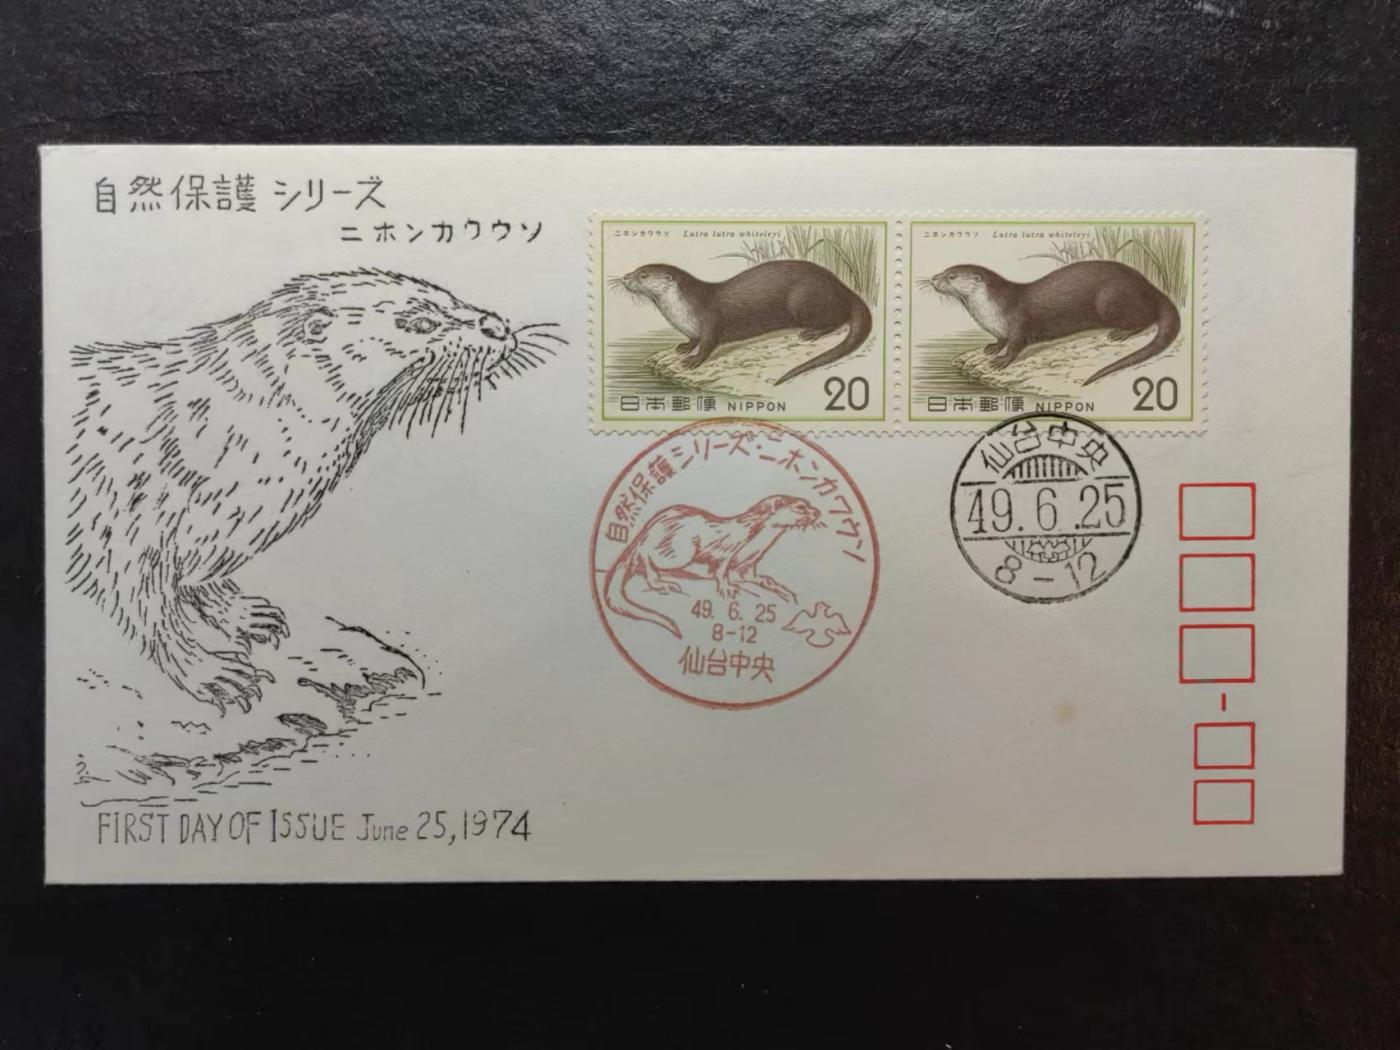 自然保護シリーズ
ニホンカワウソ
ニホンカワウソ Lutra lutra whiteleyi
日本郵便 NIPPON 20
ニホンカワウソ Lutra lutra whiteleyi
日本郵便 NIPPON 20
自然保護シリーズ・ニホンカワウソ
49.6.25
8-12
仙台中央
仙台中央
49.6.25
8-12
FIRST DAY OF ISSUE June 25,1974